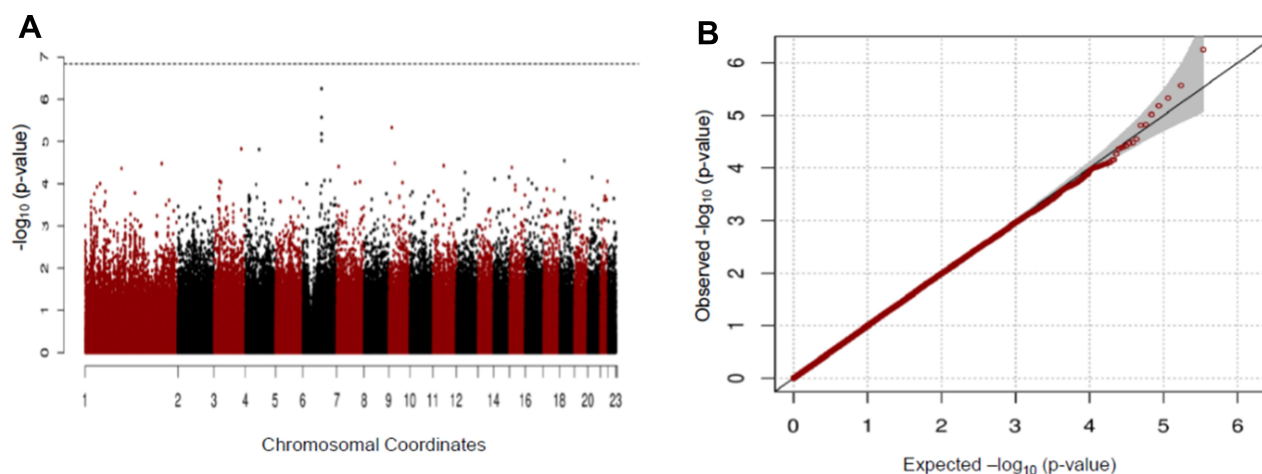 A
7
6
5
4
3
2
1
0
-log10 (p-value)
1 2 3 4 5 6 7 8 9 10 11 12 14 16 18 20 23
Chromosomal Coordinates
B
6
5
4
3
2
1
0
Observed -log10 (p-value)
0 1 2 3 4 5 6
Expected –log10 (p-value)